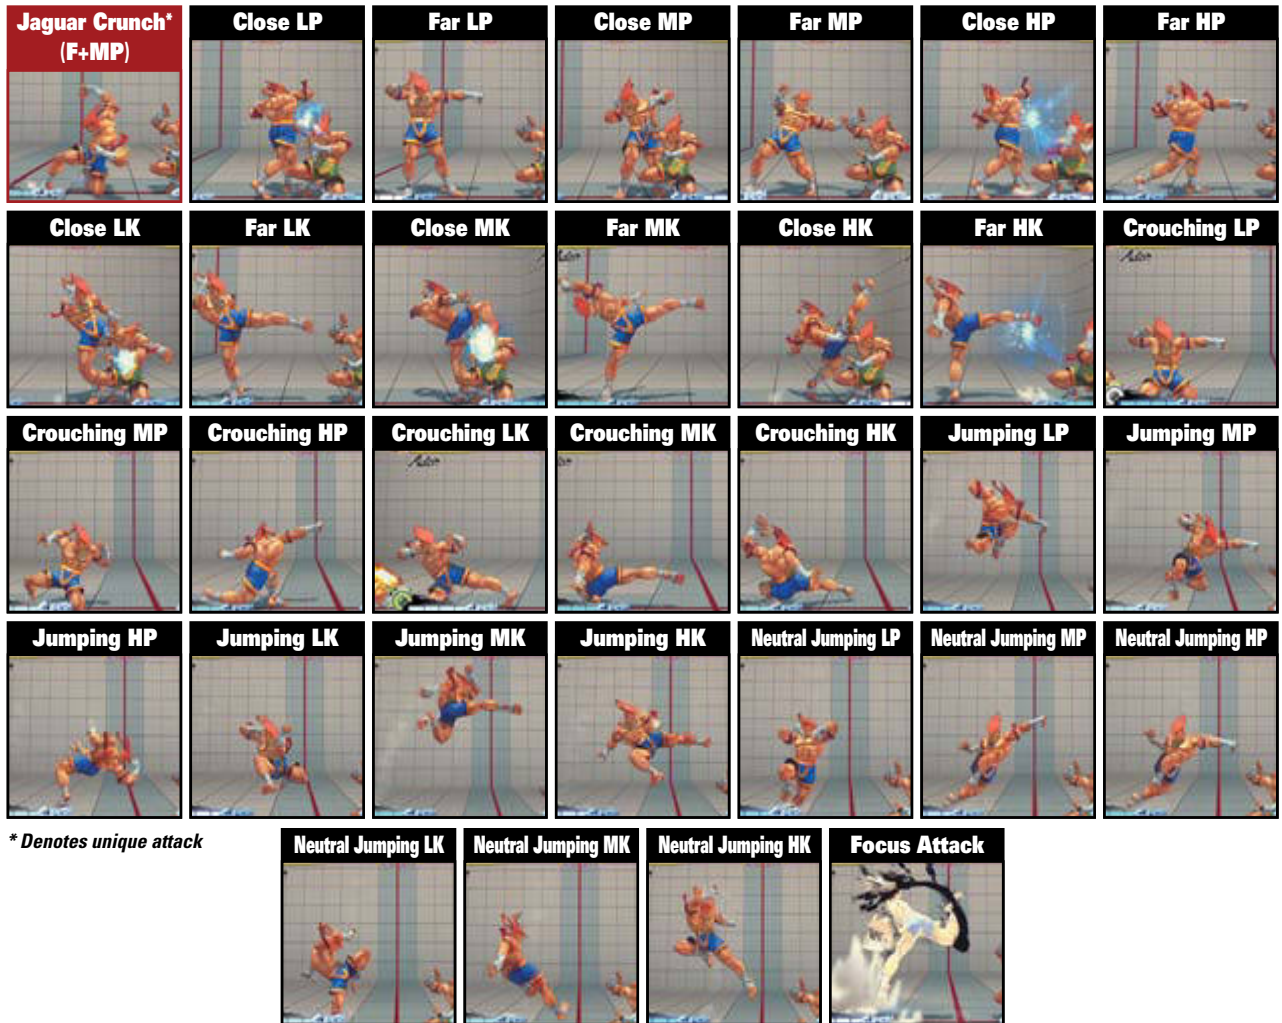 Jaguar Crunch*
(F+MP)
Close LP
Far LP
Close MP
Far MP
Close HP
Far HP
Close LK
Far LK
Close MK
Far MK
Close HK
Far HK
Crouching LP
Crouching MP
Crouching HP
Crouching LK
Crouching MK
Crouching HK
Jumping LP
Jumping MP
Jumping HP
Jumping LK
Jumping MK
Jumping HK
Neutral Jumping LP
Neutral Jumping MP
Neutral Jumping HP
* Denotes unique attack
Neutral Jumping LK
Neutral Jumping MK
Neutral Jumping HK
Focus Attack